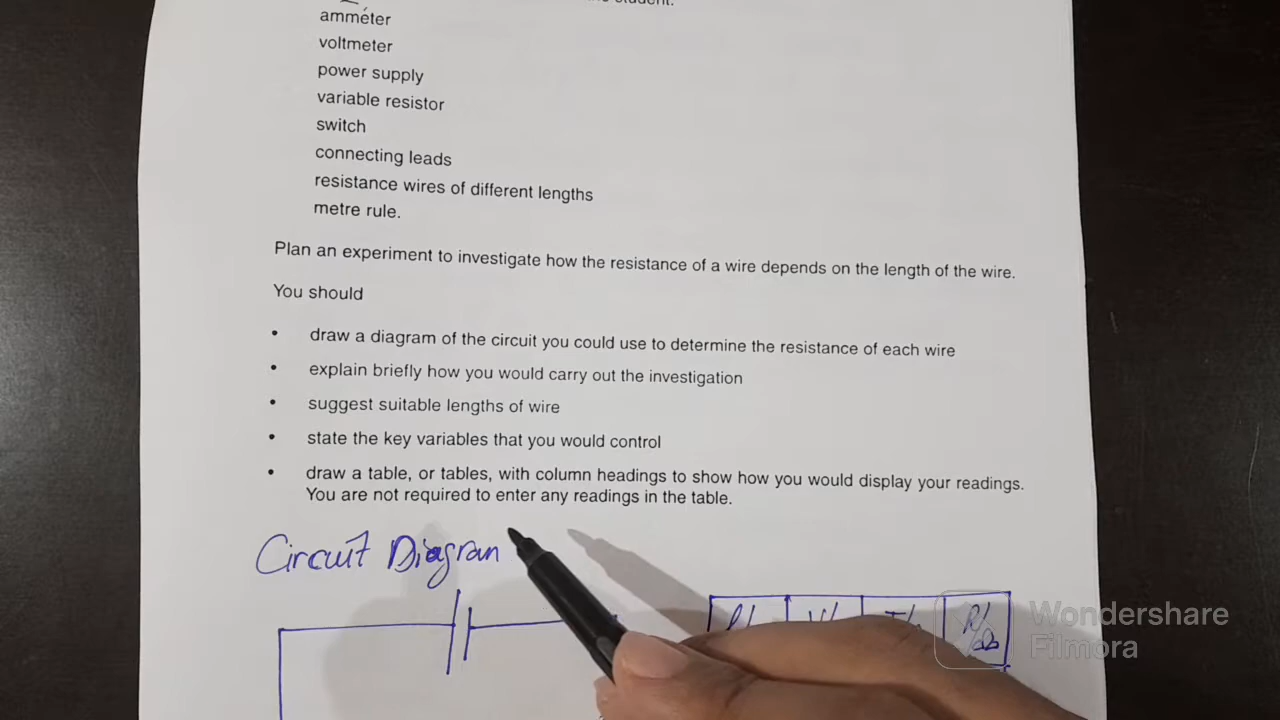 student.
ammeter
voltmeter
power supply
variable resistor
switch
connecting leads
resistance wires of different lengths
metre rule.
Plan an experiment to investigate how the resistance of a wire depends on the length of the wire.
You should
• draw a diagram of the circuit you could use to determine the resistance of each wire
• explain briefly how you would carry out the investigation
• suggest suitable lengths of wire
• state the key variables that you would control
• draw a table, or tables, with column headings to show how you would display your readings.
You are not required to enter any readings in the table.
Circuit Diagran
R/Ω
Wondershare
Filmora